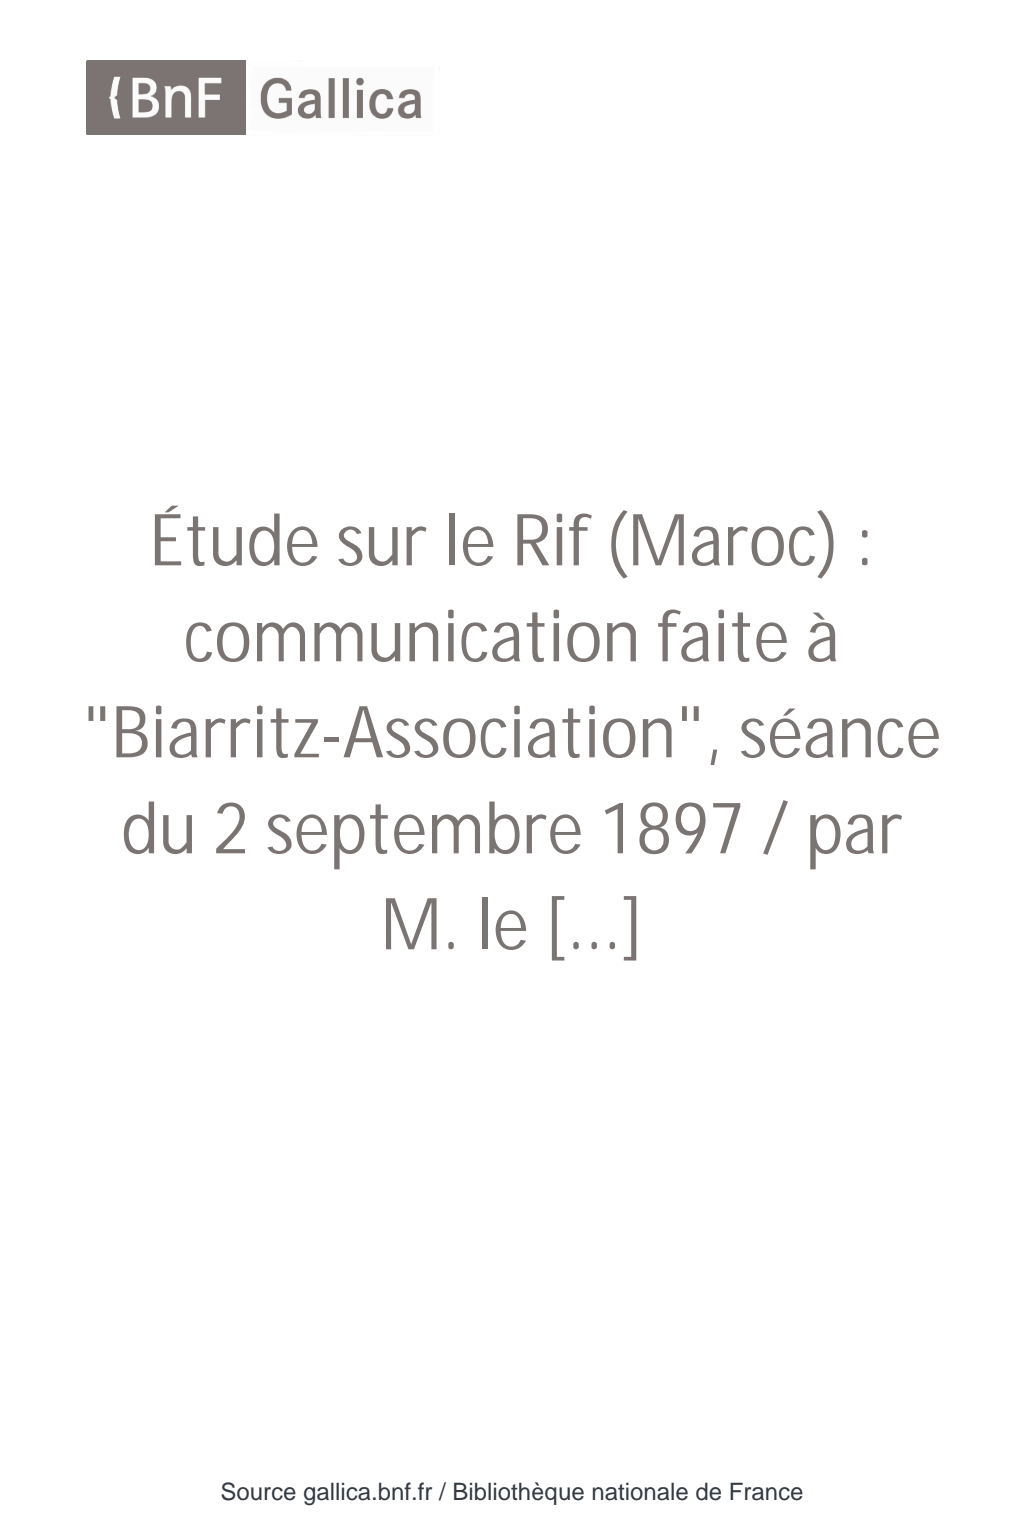 {BnF Gallica
Étude sur le Rif (Maroc) :
communication faite à
"Biarritz-Association", séance
du 2 septembre 1897 / par
M. le [...]
Source gallica.bnf.fr / Bibliothèque nationale de France